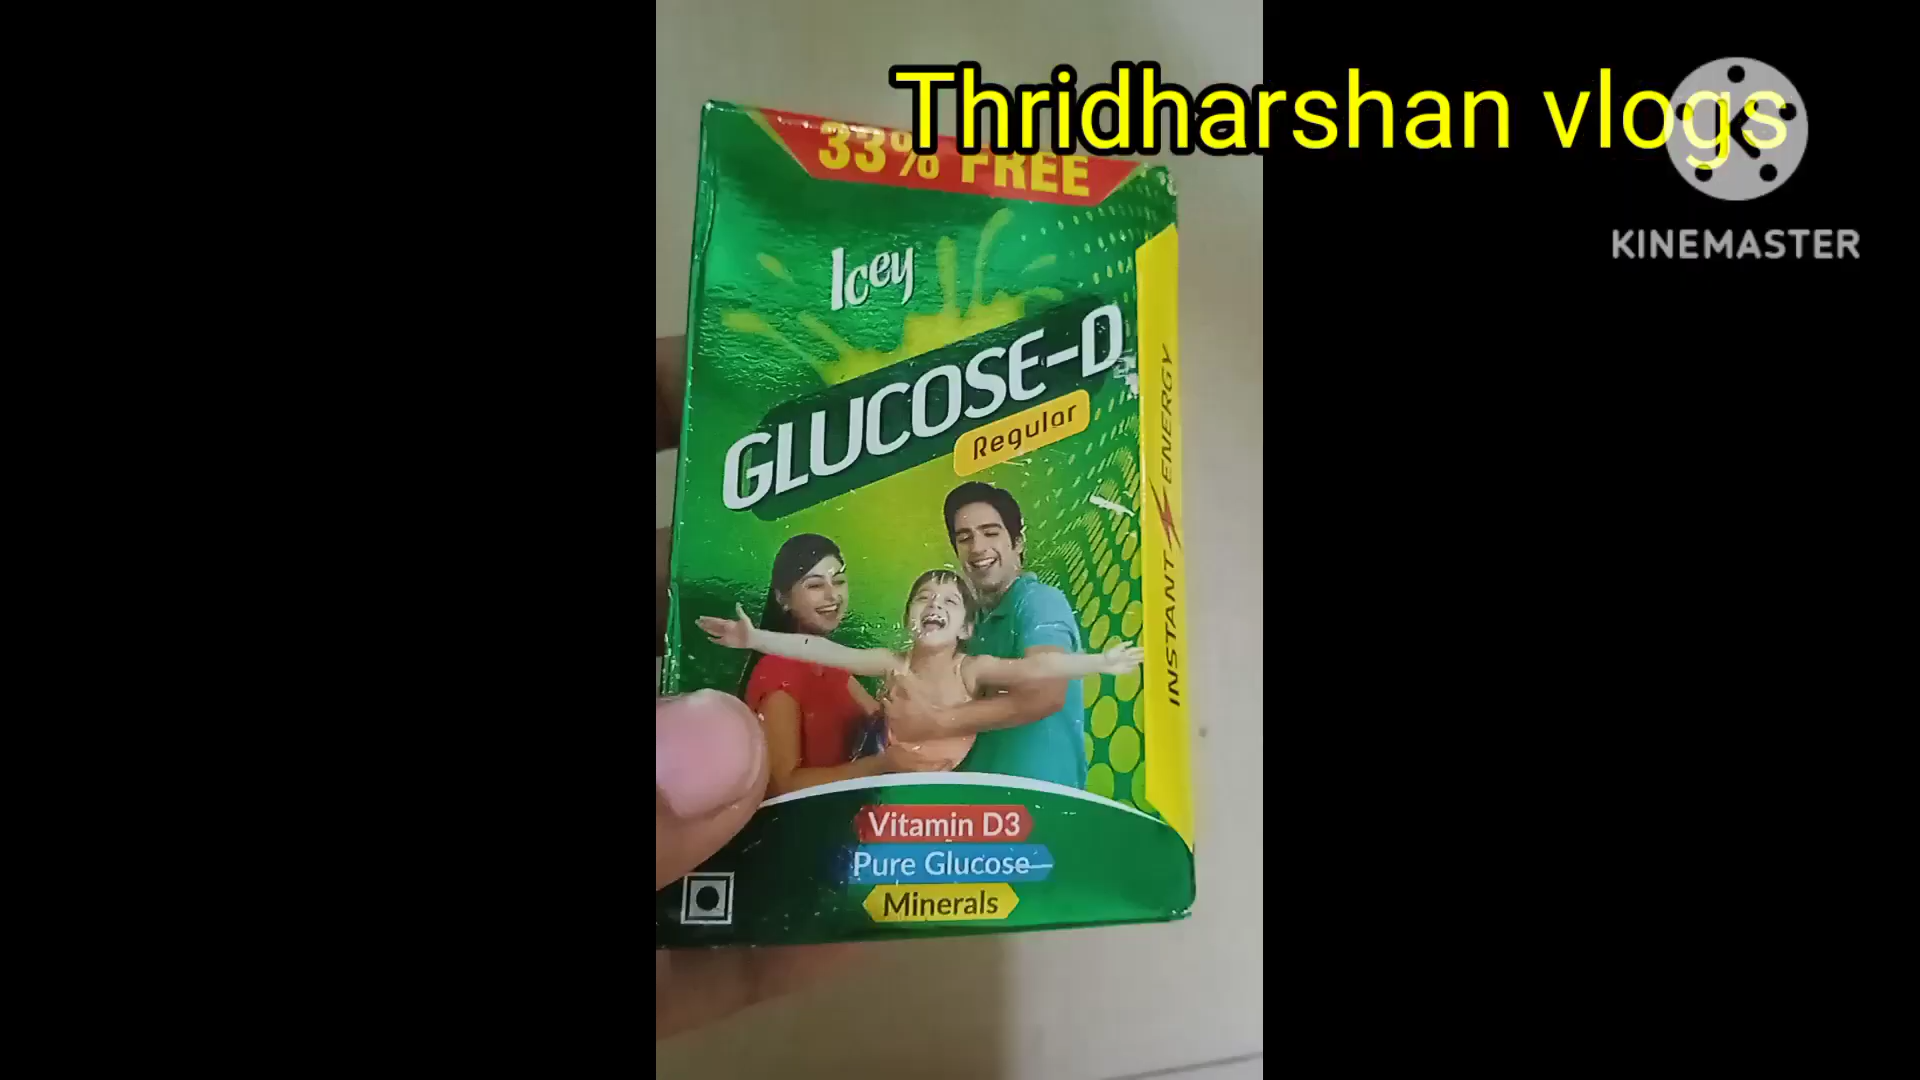 Thridharshan vlogs
KINEMASTER
33% FREE
Icey
GLUCOSE-D
Regular
INSTANT ENERGY
Vitamin D3
Pure Glucose
Minerals